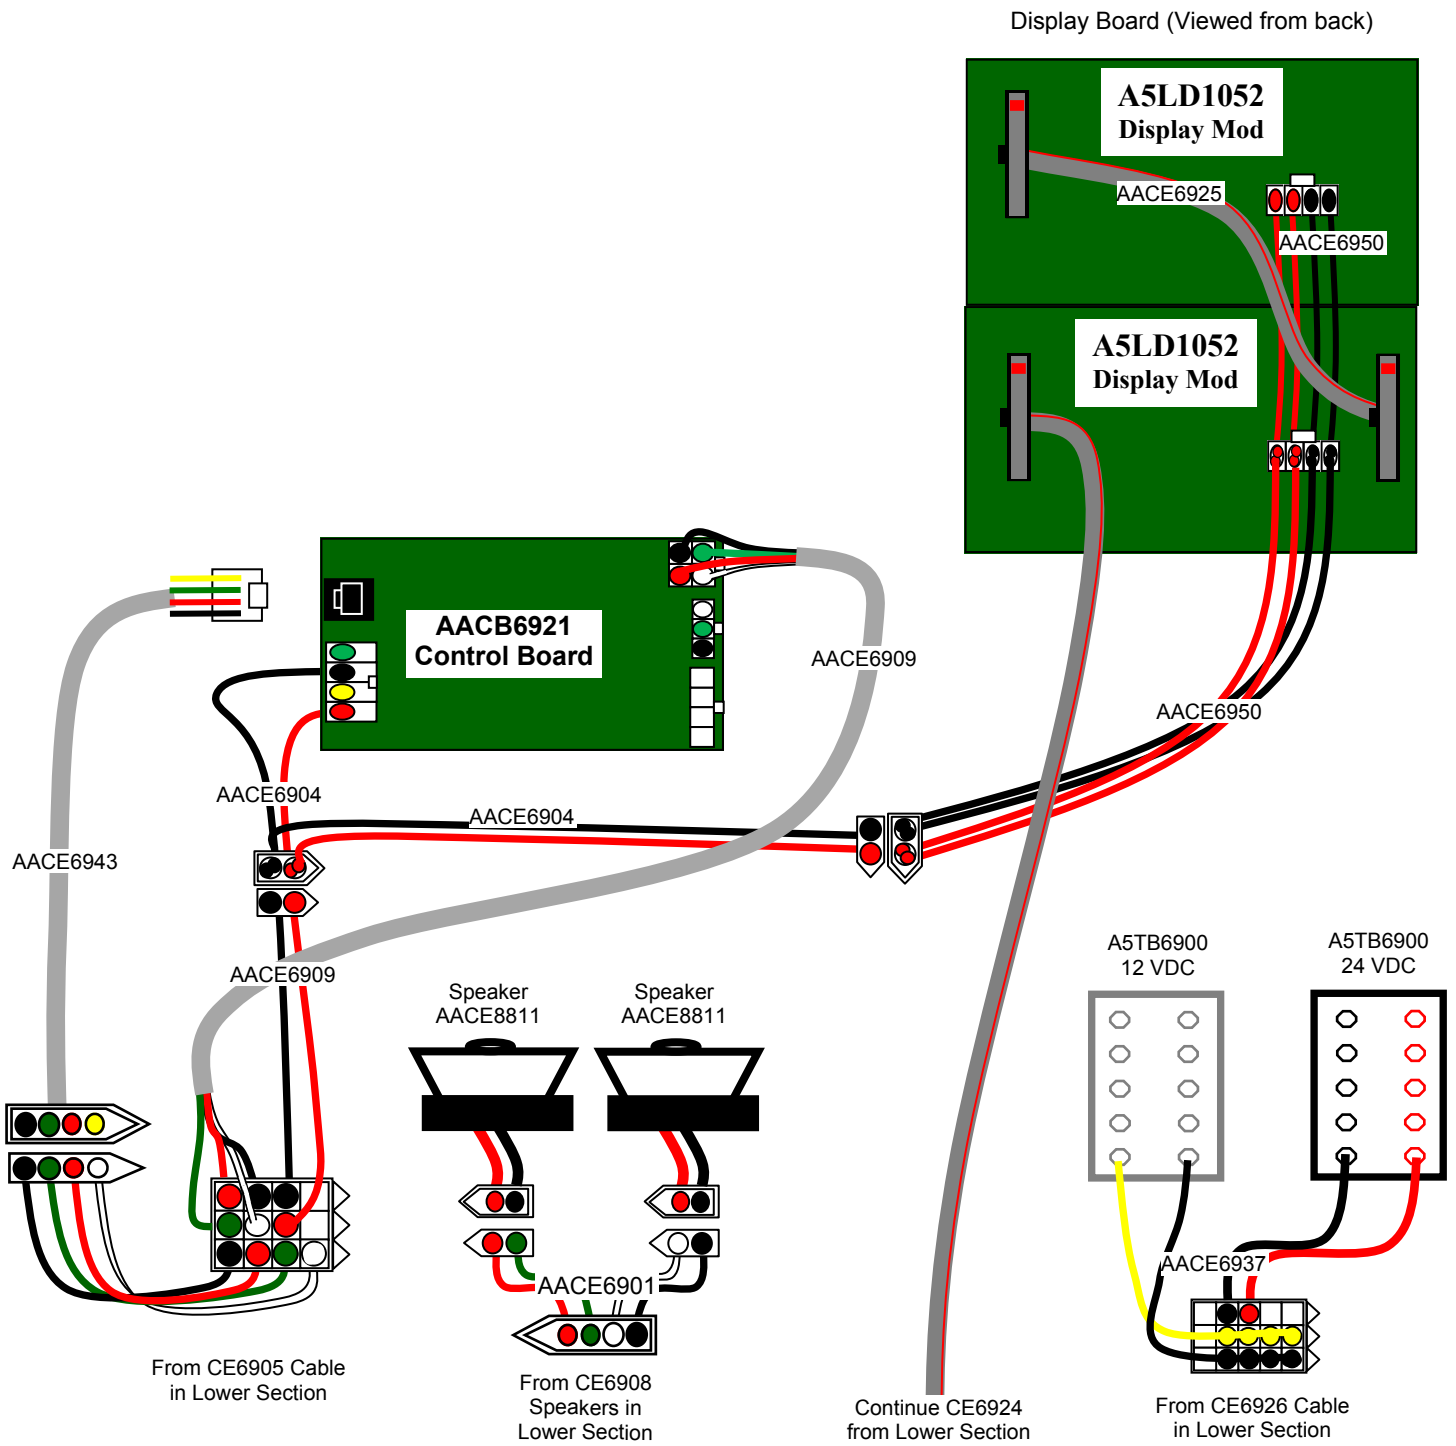 Display Board (Viewed from back)
A5LD1052
Display Mod
AACE6925
AACE6950
A5LD1052
Display Mod
AACB6921
Control Board
AACE6909
AACE6950
AACE6904
AACE6904
AACE6943
AACE6909
Speaker
AACE8811
Speaker
AACE8811
A5TB6900
12 VDC
A5TB6900
24 VDC
AACE6937
AACE6901
From CE6905 Cable
in Lower Section
From CE6908
Speakers in
Lower Section
Continue CE6924
from Lower Section
From CE6926 Cable
in Lower Section